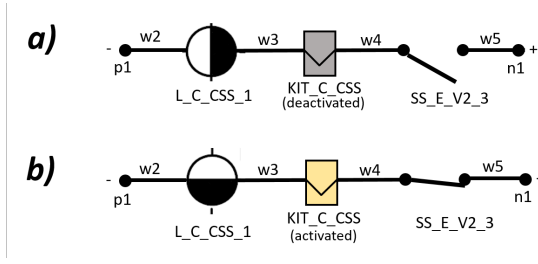 a)
w2 w3 w4 w5
- +
p1 n1
L_C_CSS_1
KIT_C_CSS
(deactivated)
SS_E_V2_3
b)
w2 w3 w4 w5
-
p1 n1
L_C_CSS_1
KIT_C_CSS
(activated)
SS_E_V2_3